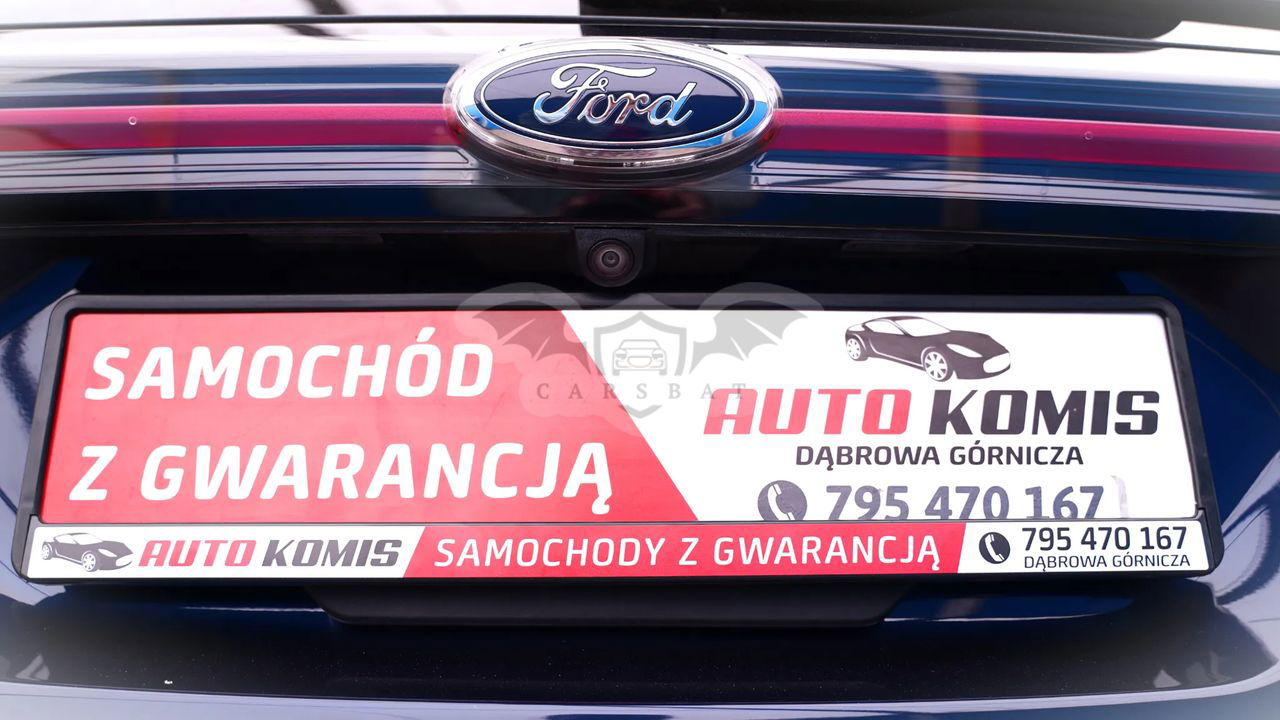 Ford
SAMOCHÓD
Z GWARANCJĄ
CARSBAT
AUTO KOMIS
DĄBROWA GÓRNICZA
795 470 167
AUTO KOMIS
SAMOCHODY Z GWARANCJĄ
795 470 167
DĄBROWA GÓRNICZA